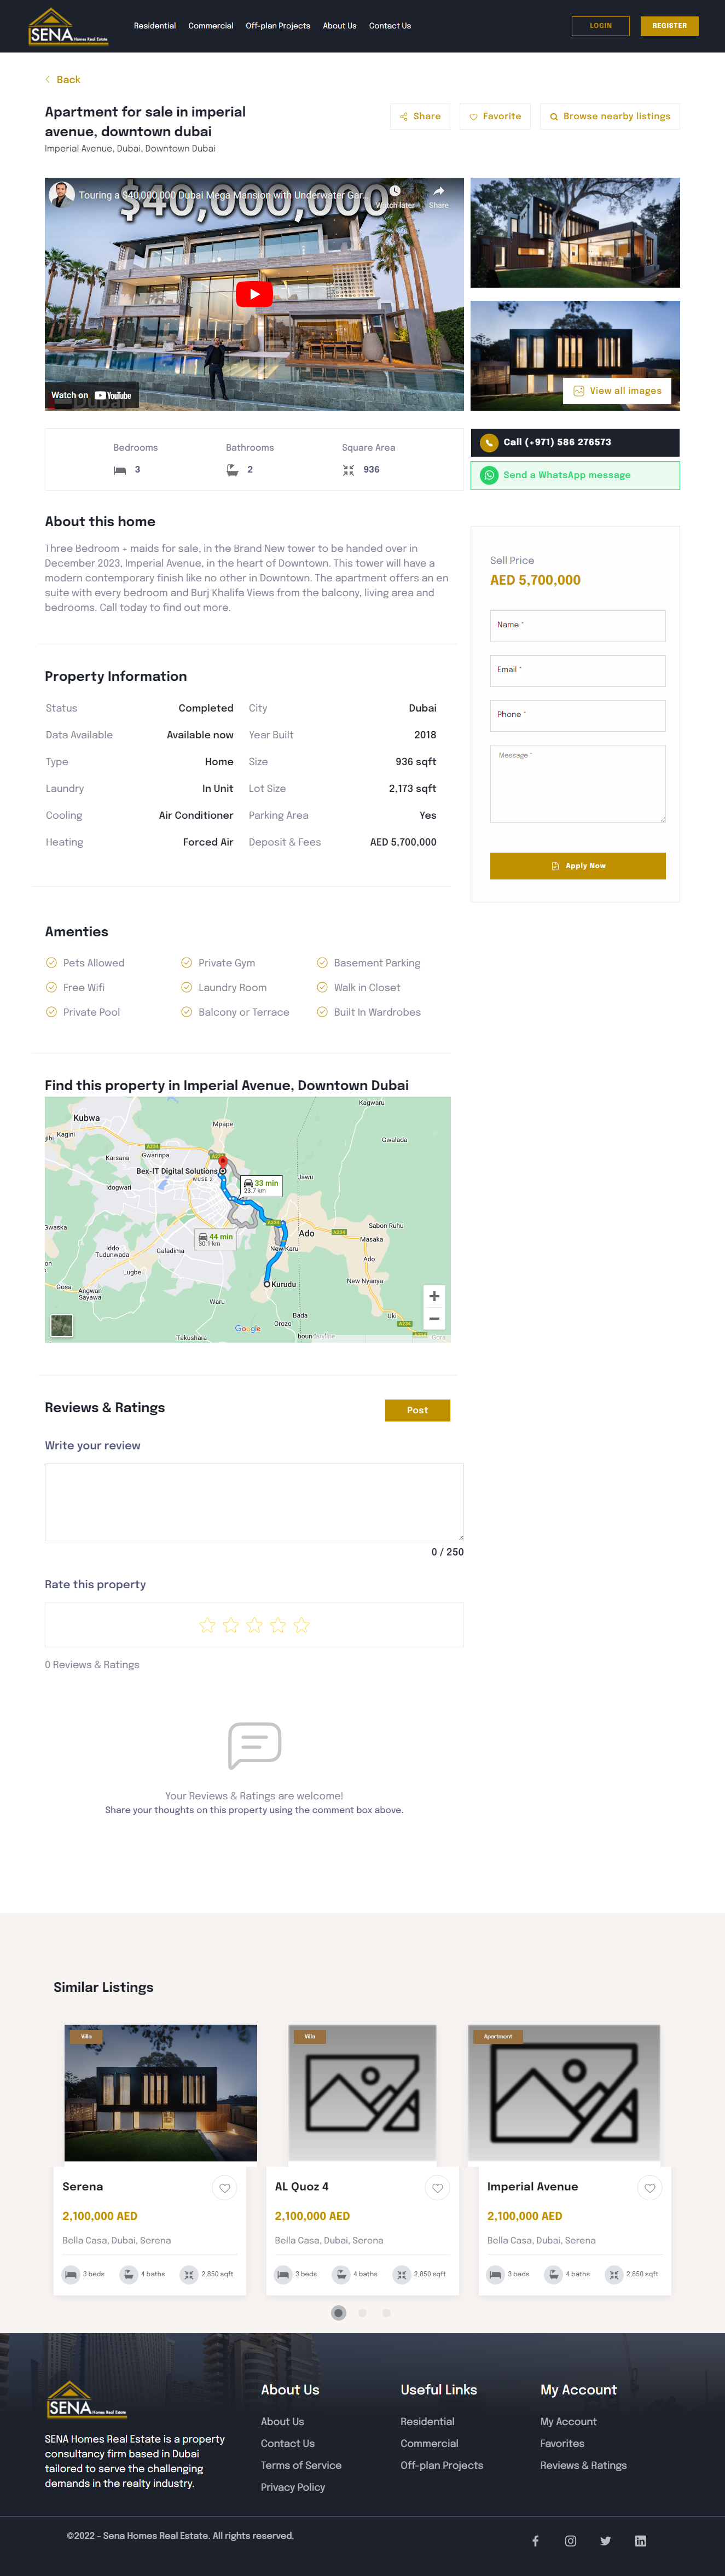 SENA Homes Real Estate
Residential
Commercial
Off-plan Projects
About Us
Contact Us
LOGIN
REGISTER
Back
Apartment for sale in imperial
avenue, downtown dubai
Imperial Avenue, Dubai, Downtown Dubai
Share
Favorite
Browse nearby listings
Touring a $40,000,000 Dubai Mega Mansion with Underwater Gar...
$40,000,000
Watch later
Share
Watch on YouTube
Dubai
View all images
Bedrooms
Bathrooms
Square Area
3
2
936
Call (+971) 586 276573
Send a WhatsApp message
About this home
Three Bedroom + maids for sale, in the Brand New tower to be handed over in
December 2023, Imperial Avenue, in the heart of Downtown. This tower will have a
modern contemporary finish like no other in Downtown. The apartment offers an en
suite with every bedroom and Burj Khalifa Views from the balcony, living area and
bedrooms. Call today to find out more.
Sell Price
AED 5,700,000
Name *
Email *
Phone *
Message *
Apply Now
Property Information
Status Completed City Dubai
Data Available Available now Year Built 2018
Type Home Size 936 sqft
Laundry In Unit Lot Size 2,173 sqft
Cooling Air Conditioner Parking Area Yes
Heating Forced Air Deposit & Fees AED 5,700,000
Amenties
Pets Allowed Private Gym Basement Parking
Free Wifi Laundry Room Walk in Closet
Private Pool Balcony or Terrace Built In Wardrobes
Find this property in Imperial Avenue, Downtown Dubai
Kagwaru
Kubwa
Mpape
ibi
Kagini
Gwalada
A234
Karsana
Gwarinpa
Bex-IT Digital Solutions
WUSE 2
Jawu
33 min
23.7 km
Idogwari
Gwaska
44 min
30.1 km
A234
Ado
A234
Sabon Ruhu
Masaka
Iddo
Tudunwada
Galadima
New Karu
Ado
Lugbe
Gosa
Kurudu
New Nyanya
Angwan
Sayawa
Waru
Bada
Orozo
Uki
A234
Google
Takushara
Gora
Reviews & Ratings
Post
Write your review
0 / 250
Rate this property
0 Reviews & Ratings
Your Reviews & Ratings are welcome!
Share your thoughts on this property using the comment box above.
Similar Listings
Villa
Villa
Apartment
Serena
2,100,000 AED
Bella Casa, Dubai, Serena
3 beds
4 baths
2,850 sqft
AL Quoz 4
2,100,000 AED
Bella Casa, Dubai, Serena
3 beds
4 baths
2,850 sqft
Imperial Avenue
2,100,000 AED
Bella Casa, Dubai, Serena
3 beds
4 baths
2,850 sqft
SENA Homes Real Estate
SENA Homes Real Estate is a property
consultancy firm based in Dubai
tailored to serve the challenging
demands in the realty industry.
About Us
About Us
Contact Us
Terms of Service
Privacy Policy
Useful Links
Residential
Commercial
Off-plan Projects
My Account
My Account
Favorites
Reviews & Ratings
©2022 – Sena Homes Real Estate. All rights reserved.